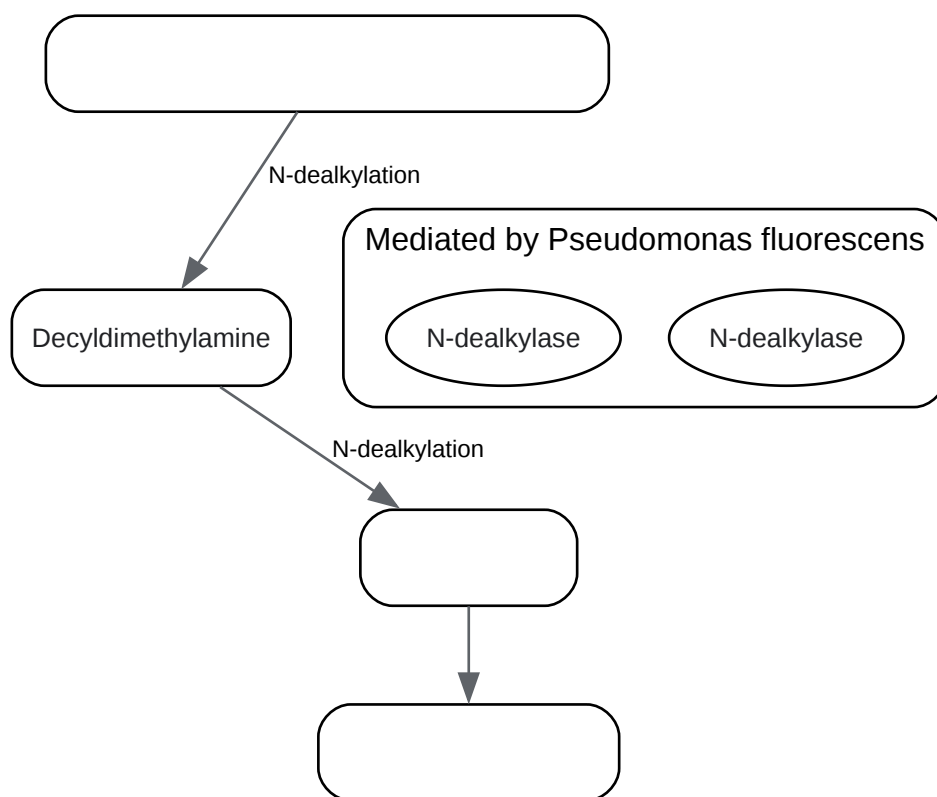 N-dealkylation
Mediated by Pseudomonas fluorescens
Decyldimethylamine
N-dealkylase
N-dealkylase
N-dealkylation